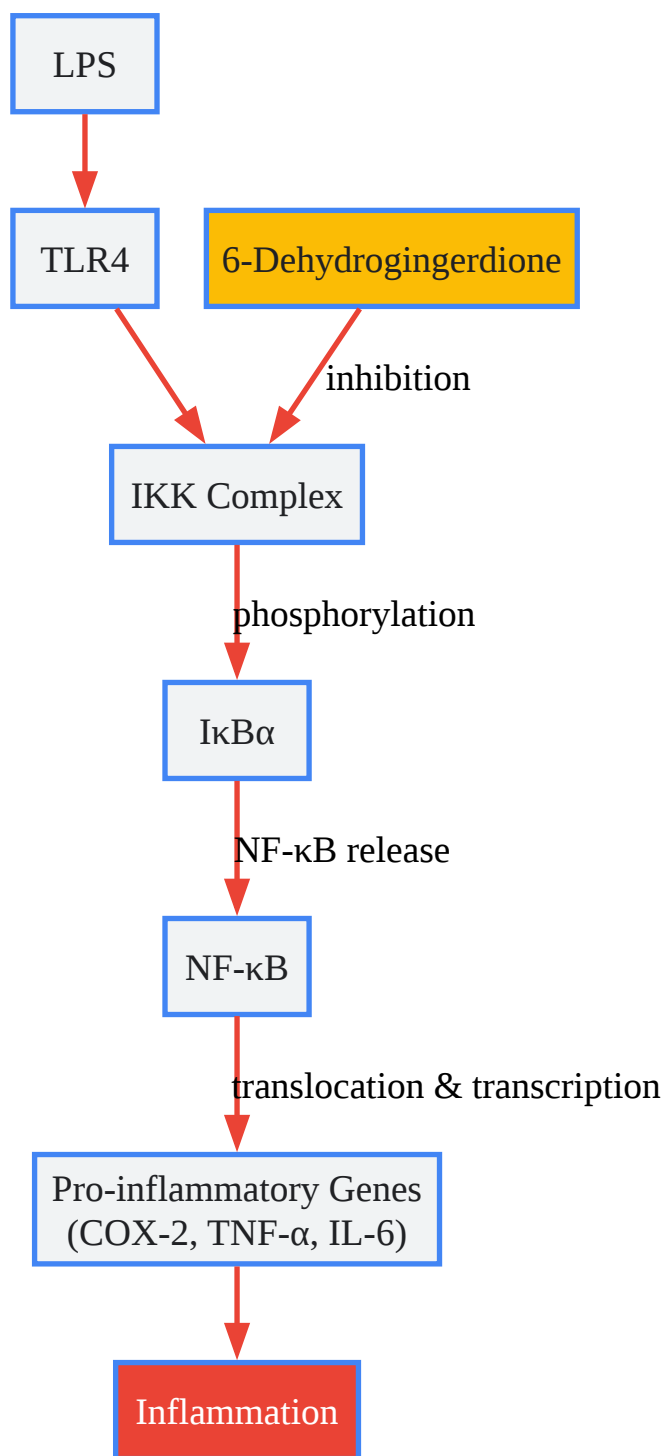 LPS
TLR4
6-Dehydrogingerdione
inhibition
IKK Complex
phosphorylation
IκBα
NF-κB release
NF-κB
translocation & transcription
Pro-inflammatory Genes
(COX-2, TNF-α, IL-6)
Inflammation